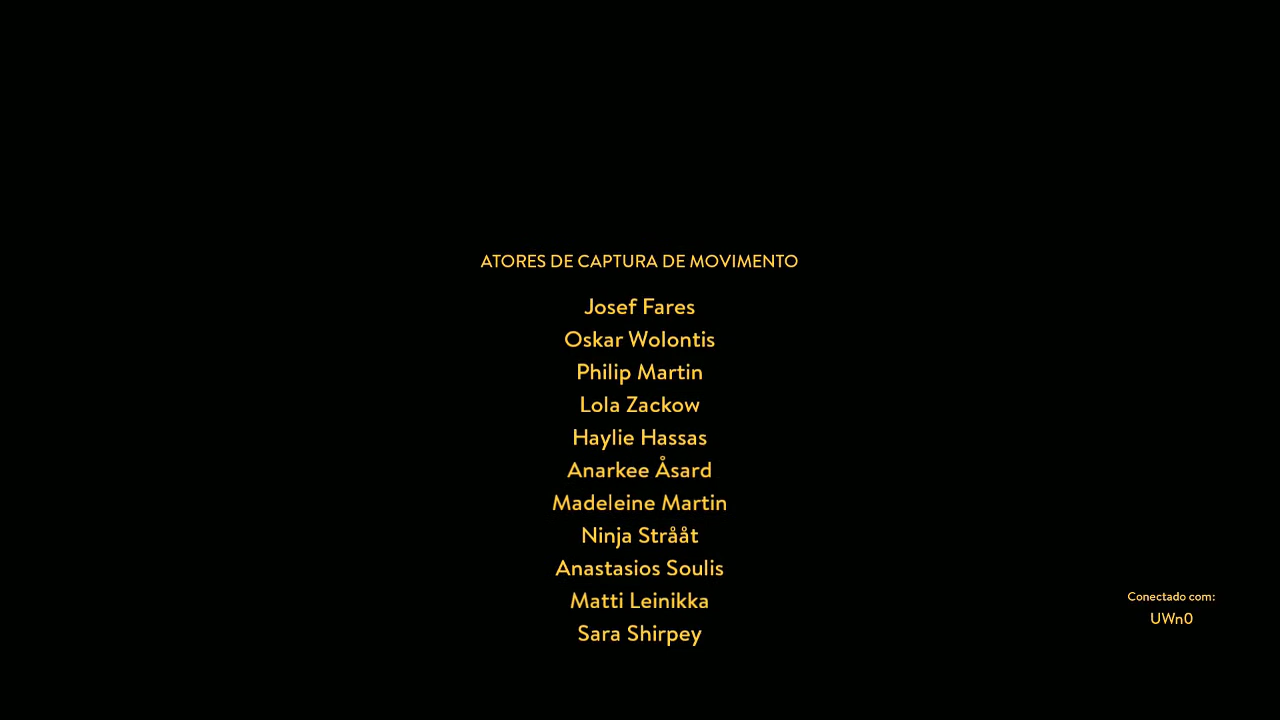 ATORES DE CAPTURA DE MOVIMENTO
Josef Fares
Oskar Wolontis
Philip Martin
Lola Zackow
Haylie Hassas
Anarkee Åsard
Madeleine Martin
Ninja Strååt
Anastasios Soulis
Matti Leinikka
Sara Shirpey
Conectado com:
UWn0